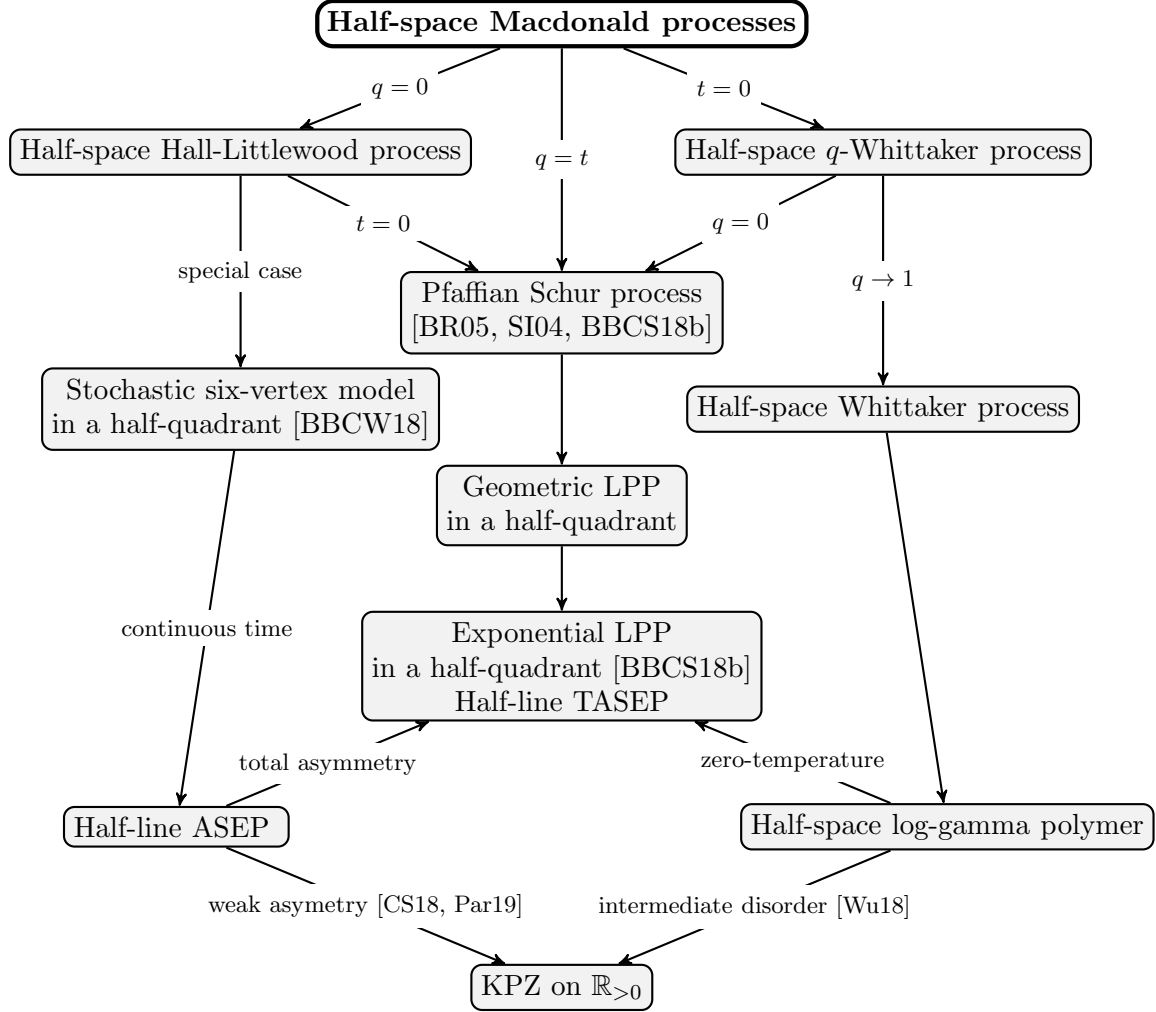 Half-space Macdonald processes
q = 0
t = 0
q = t
Half-space Hall-Littlewood process
Half-space q-Whittaker process
t = 0
q = 0
special case
q → 1
Pfaffian Schur process
[BR05, SI04, BBCS18b]
Stochastic six-vertex model
in a half-quadrant [BBCW18]
Half-space Whittaker process
Geometric LPP
in a half-quadrant
continuous time
Exponential LPP
in a half-quadrant [BBCS18b]
Half-line TASEP
total asymmetry
zero-temperature
Half-line ASEP
Half-space log-gamma polymer
weak asymetry [CS18, Par19]
intermediate disorder [Wu18]
KPZ on ℝ>0